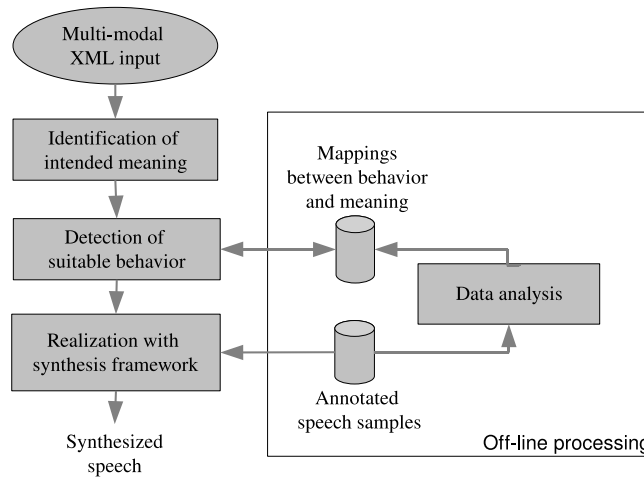 Multi-modal
XML input
Identification of
intended meaning
Mappings
between behavior
and meaning
Detection of
suitable behavior
Data analysis
Realization with
synthesis framework
Annotated
speech samples
Synthesized
speech
Off-line processing